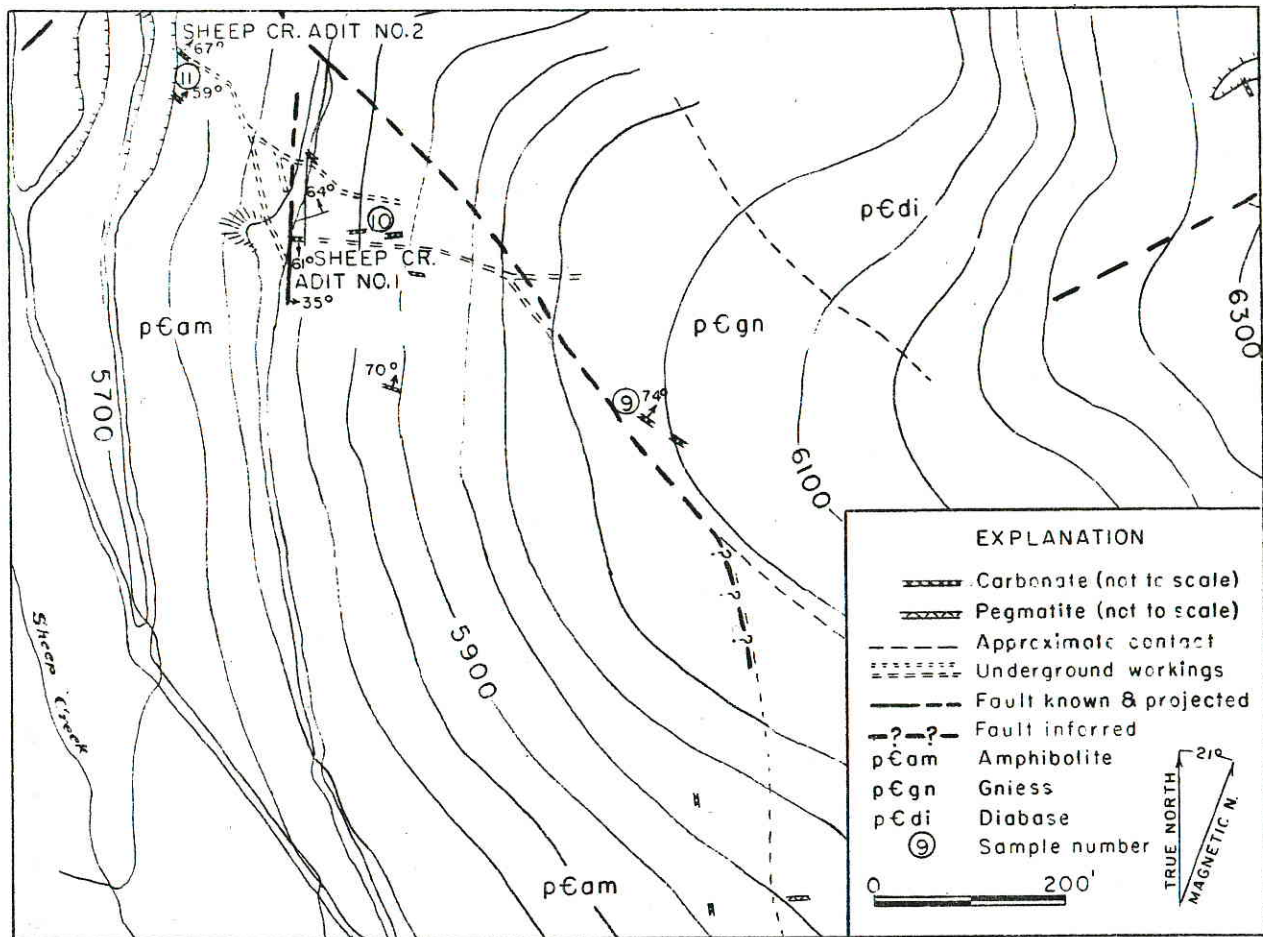 SHEEP CR. ADIT NO. 2
67°
11
59°
64°
10
61° SHEEP CR.
ADIT NO. 1
35°
p€am
p€di
p€gn
6300
5700
70°
9 74°
6100
5900
Sheep Creek
p€am
? ? ?
EXPLANATION
Carbonate (not to scale)
Pegmatite (not to scale)
Approximate contact
Underground workings
Fault known & projected
–?–?– Fault inferred
p€am Amphibolite
p€gn Gniess
p€di Diabase
9 Sample number
0 200'
21°
TRUE NORTH
MAGNETIC N.